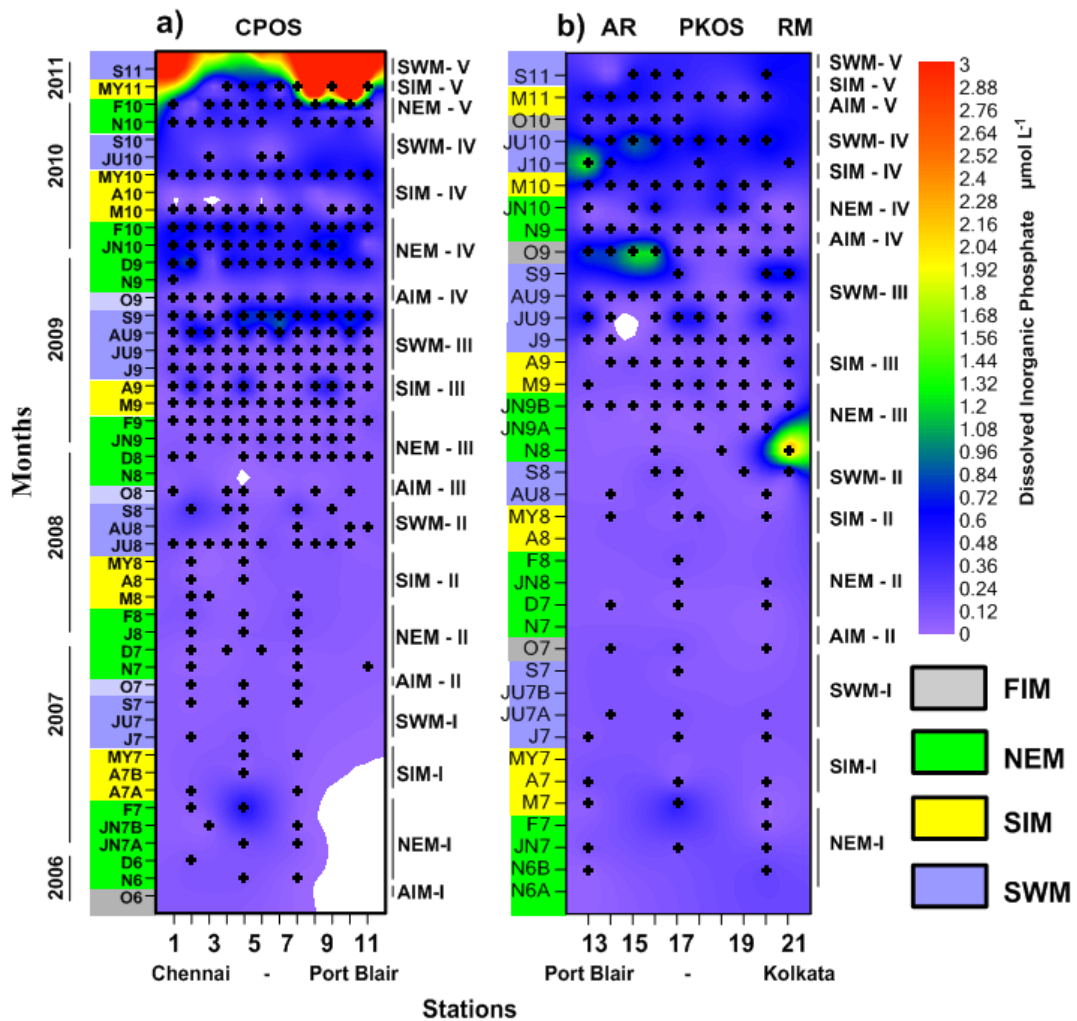 a) CPOS
b) AR PKOS RM
Months
2011
2010
2009
2008
2007
2006
S11
MY11
F10
N10
S10
JU10
MY10
A10
M10
F10
JN10
D9
N9
O9
S9
AU9
JU9
J9
A9
M9
F9
JN9
D8
N8
O8
S8
AU8
JU8
MY8
A8
M8
F8
J8
D7
N7
O7
S7
JU7
J7
MY7
A7B
A7A
F7
JN7B
JN7A
D6
N6
O6
SWM- V
SIM - V
NEM - V
SWM- IV
SIM - IV
NEM - IV
AIM - IV
SWM- III
SIM - III
NEM - III
AIM - III
SWM- II
SIM - II
NEM - II
AIM - II
SWM-I
SIM-I
NEM-I
AIM-I
1 3 5 7 9 11
Chennai - Port Blair
S11
M11
O10
JU10
J10
M10
JN10
N9
O9
S9
AU9
JU9
J9
A9
M9
JN9B
JN9A
N8
S8
AU8
MY8
A8
F8
JN8
D7
N7
O7
S7
JU7B
JU7A
J7
MY7
A7
M7
F7
JN7
N6B
N6A
SWM- V
SIM - V
AIM - V
SWM- IV
SIM - IV
NEM - IV
AIM - IV
SWM- III
SIM - III
NEM - III
SWM- II
SIM - II
NEM - II
AIM - II
SWM-I
SIM-I
NEM-I
13 15 17 19 21
Port Blair - Kolkata
Stations
3
2.88
2.76
2.64
2.52
2.4
2.28
2.16
2.04
1.92
1.8
1.68
1.56
1.44
1.32
1.2
1.08
0.96
0.84
0.72
0.6
0.48
0.36
0.24
0.12
0
Dissolved Inorganic Phosphate µmol L⁻¹
FIM
NEM
SIM
SWM